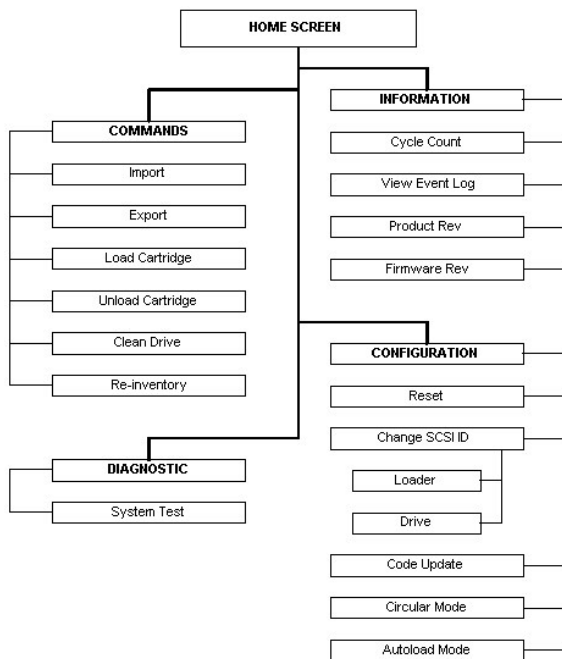 HOME SCREEN
COMMANDS
Import
Export
Load Cartridge
Unload Cartridge
Clean Drive
Re-inventory
DIAGNOSTIC
System Test
INFORMATION
Cycle Count
View Event Log
Product Rev
Firmware Rev
CONFIGURATION
Reset
Change SCSI ID
Loader
Drive
Code Update
Circular Mode
Autoload Mode